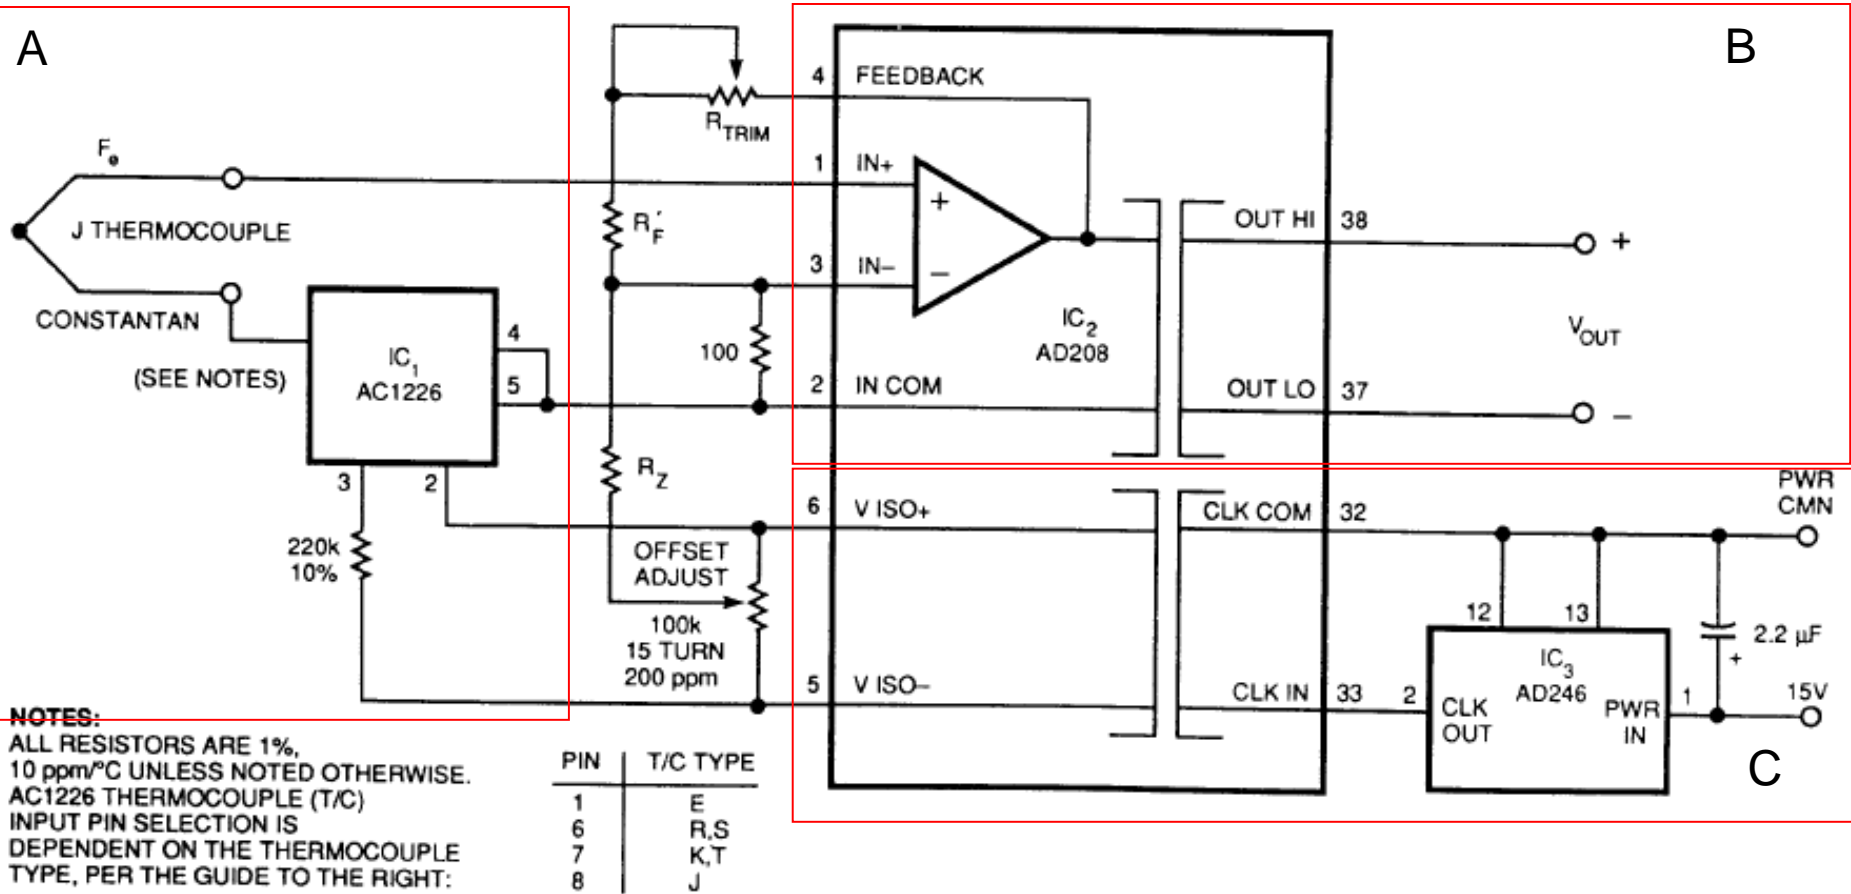 A
B
4 FEEDBACK
R TRIM
Fe
1 IN+
+
R'F
J THERMOCOUPLE
OUT HI 38
+
3 IN–
–
CONSTANTAN
IC2
AD208
VOUT
4
100
(SEE NOTES)
IC1
AC1226
5
2 IN COM
OUT LO 37
–
3 2
RZ
PWR
CMN
6 V ISO+
CLK COM 32
220k
10%
OFFSET
ADJUST
12 13
100k
15 TURN
200 ppm
2.2 µF
+
IC3
AD246
5 V ISO–
CLK IN 33
2
CLK
OUT
PWR
IN
1
15V
C
NOTES:
ALL RESISTORS ARE 1%,
10 ppm/°C UNLESS NOTED OTHERWISE.
AC1226 THERMOCOUPLE (T/C)
INPUT PIN SELECTION IS
DEPENDENT ON THE THERMOCOUPLE
TYPE, PER THE GUIDE TO THE RIGHT:
PIN T/C TYPE
1 E
6 R,S
7 K,T
8 J